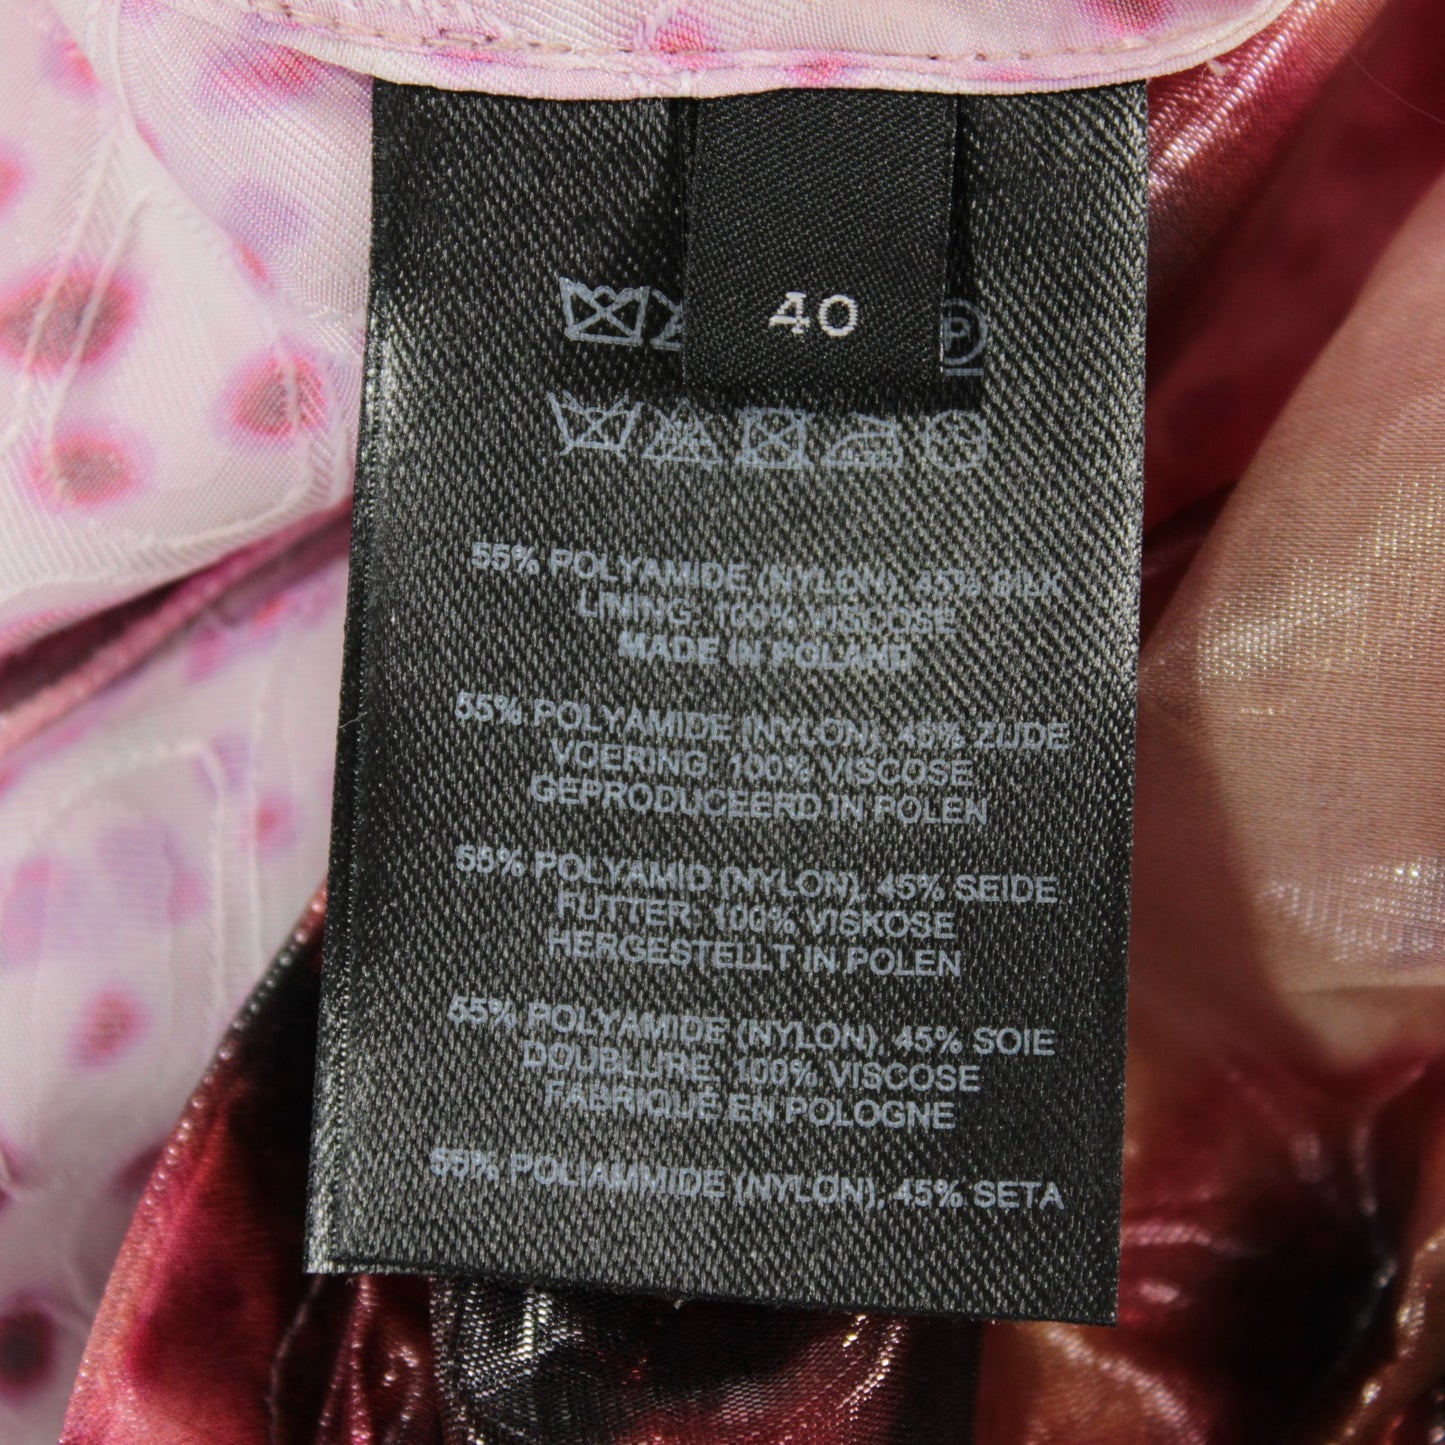 40
P
55% POLYAMIDE (NYLON), 45% SILK
LINING: 100% VISCOSE
MADE IN POLAND
55% POLYAMIDE (NYLON), 45% ZIJDE
VOERING: 100% VISCOSE
GEPRODUCEERD IN POLEN
55% POLYAMID (NYLON), 45% SEIDE
FUTTER: 100% VISKOSE
HERGESTELLT IN POLEN
55% POLYAMIDE (NYLON), 45% SOIE
DOUBLURE: 100% VISCOSE
FABRIQUÉ EN POLOGNE
55% POLIAMMIDE (NYLON), 45% SETA